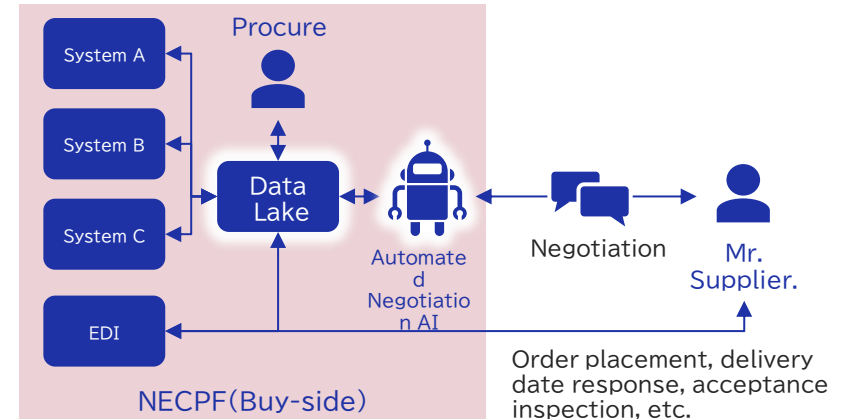 Procure
System A
System B
System C
Data
Lake
Automate
d
Negotiatio
n AI
Negotiation
Mr.
Supplier.
EDI
Order placement, delivery
date response, acceptance
inspection, etc.
NECPF(Buy-side)